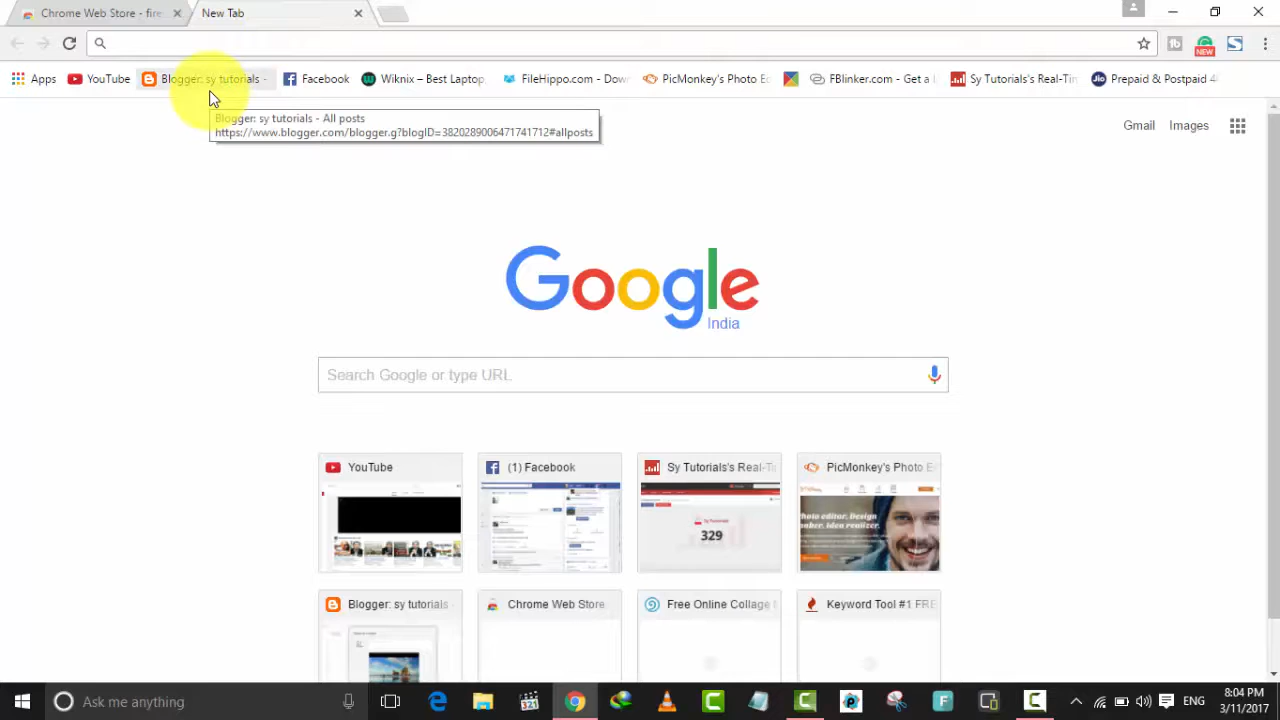 Chrome Web Store - fire
New Tab
NEW
Apps
YouTube
Blogger: sy tutorials -
Facebook
Wiknix – Best Laptop,
FileHippo.com - Down
PicMonkey's Photo Ed
FBlinker.com - Get a
Sy Tutorials's Real-Tim
Prepaid & Postpaid 4
Blogger: sy tutorials - All posts
https://www.blogger.com/blogger.g?blogID=3820289006471741712#allposts
Gmail
Images
Google
India
Search Google or type URL
YouTube
(1) Facebook
Sy Tutorials's Real-Ti
PicMonkey's Photo E
329
Blogger: sy tutorials
Chrome Web Store
Free Online Collage
Keyword Tool #1 FRE
Ask me anything
ENG
8:04 PM
3/11/2017